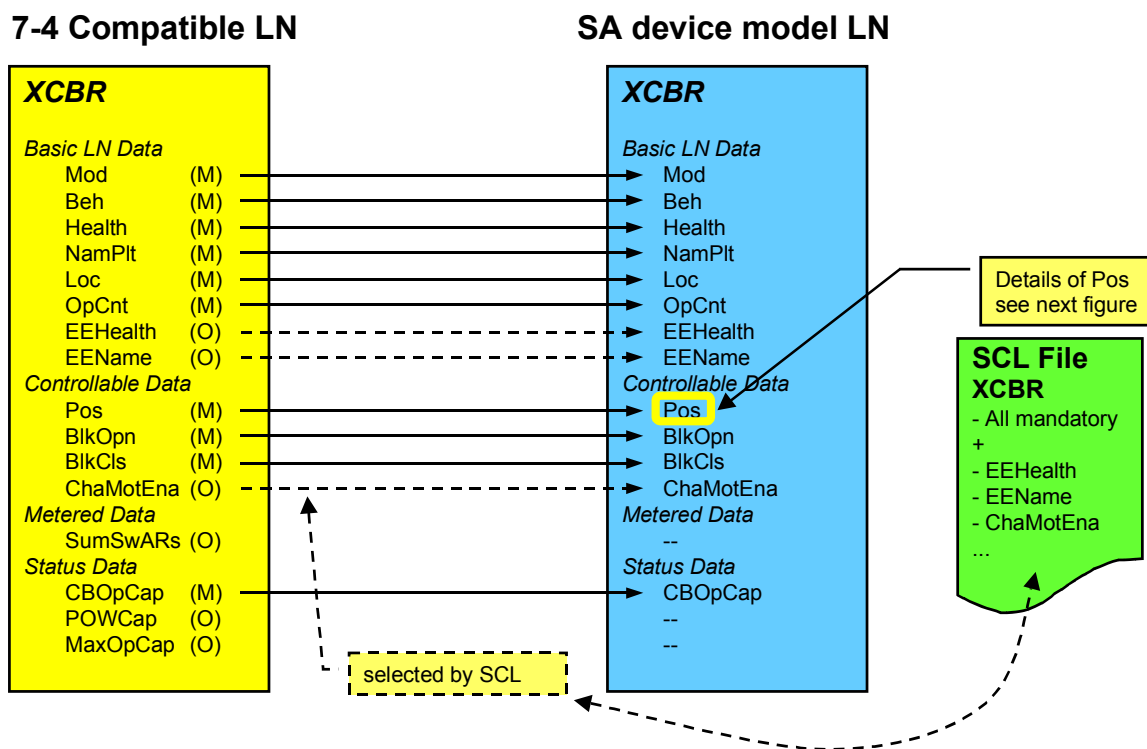 7-4 Compatible LN
XCBR
Basic LN Data
Mod (M)
Beh (M)
Health (M)
NamPlt (M)
Loc (M)
OpCnt (M)
EEHealth (O)
EEName (O)
Controllable Data
Pos (M)
BlkOpn (M)
BlkCls (M)
ChaMotEna (O)
Metered Data
SumSwARs (O)
Status Data
CBOpCap (M)
POWCap (O)
MaxOpCap (O)
selected by SCL
SA device model LN
XCBR
Basic LN Data
Mod
Beh
Health
NamPlt
Loc
OpCnt
EEHealth
EEName
Controllable Data
Pos
BlkOpn
BlkCls
ChaMotEna
Metered Data
--
Status Data
CBOpCap
--
--
Details of Pos
see next figure
SCL File
XCBR
- All mandatory
+
- EEHealth
- EEName
- ChaMotEna
...